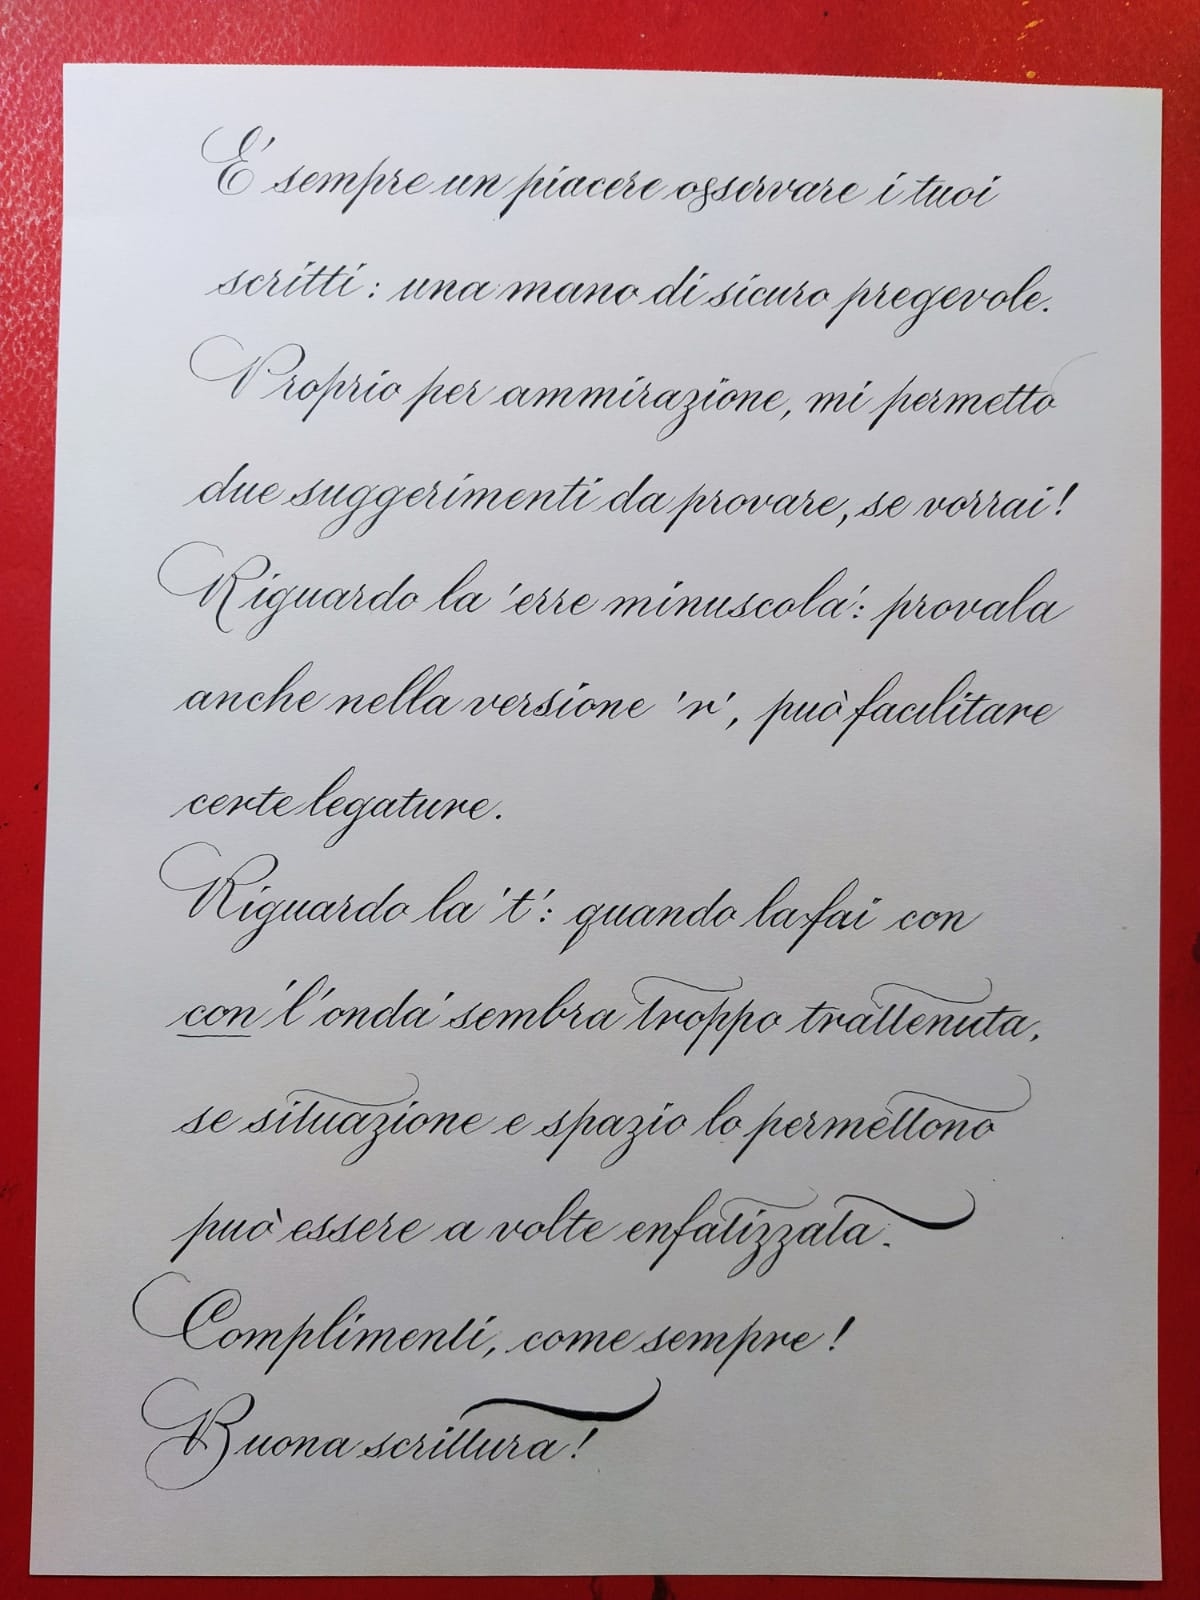 E' sempre un piacere osservare i tuoi
scritti: una mano di sicuro pregevole.
Proprio per ammirazione, mi permetto
due suggerimenti da provare, se vorrai!
Riguardo la 'erre minuscola': provala
anche nella versione 'r', può facilitare
certe legature.
Riguardo la 't': quando la fai con
con 'l'onda' sembra troppo trattenuta,
se situazione e spazio lo permettono
può essere a volte enfatizzata.
Complimenti, come sempre!
Buona scrittura!